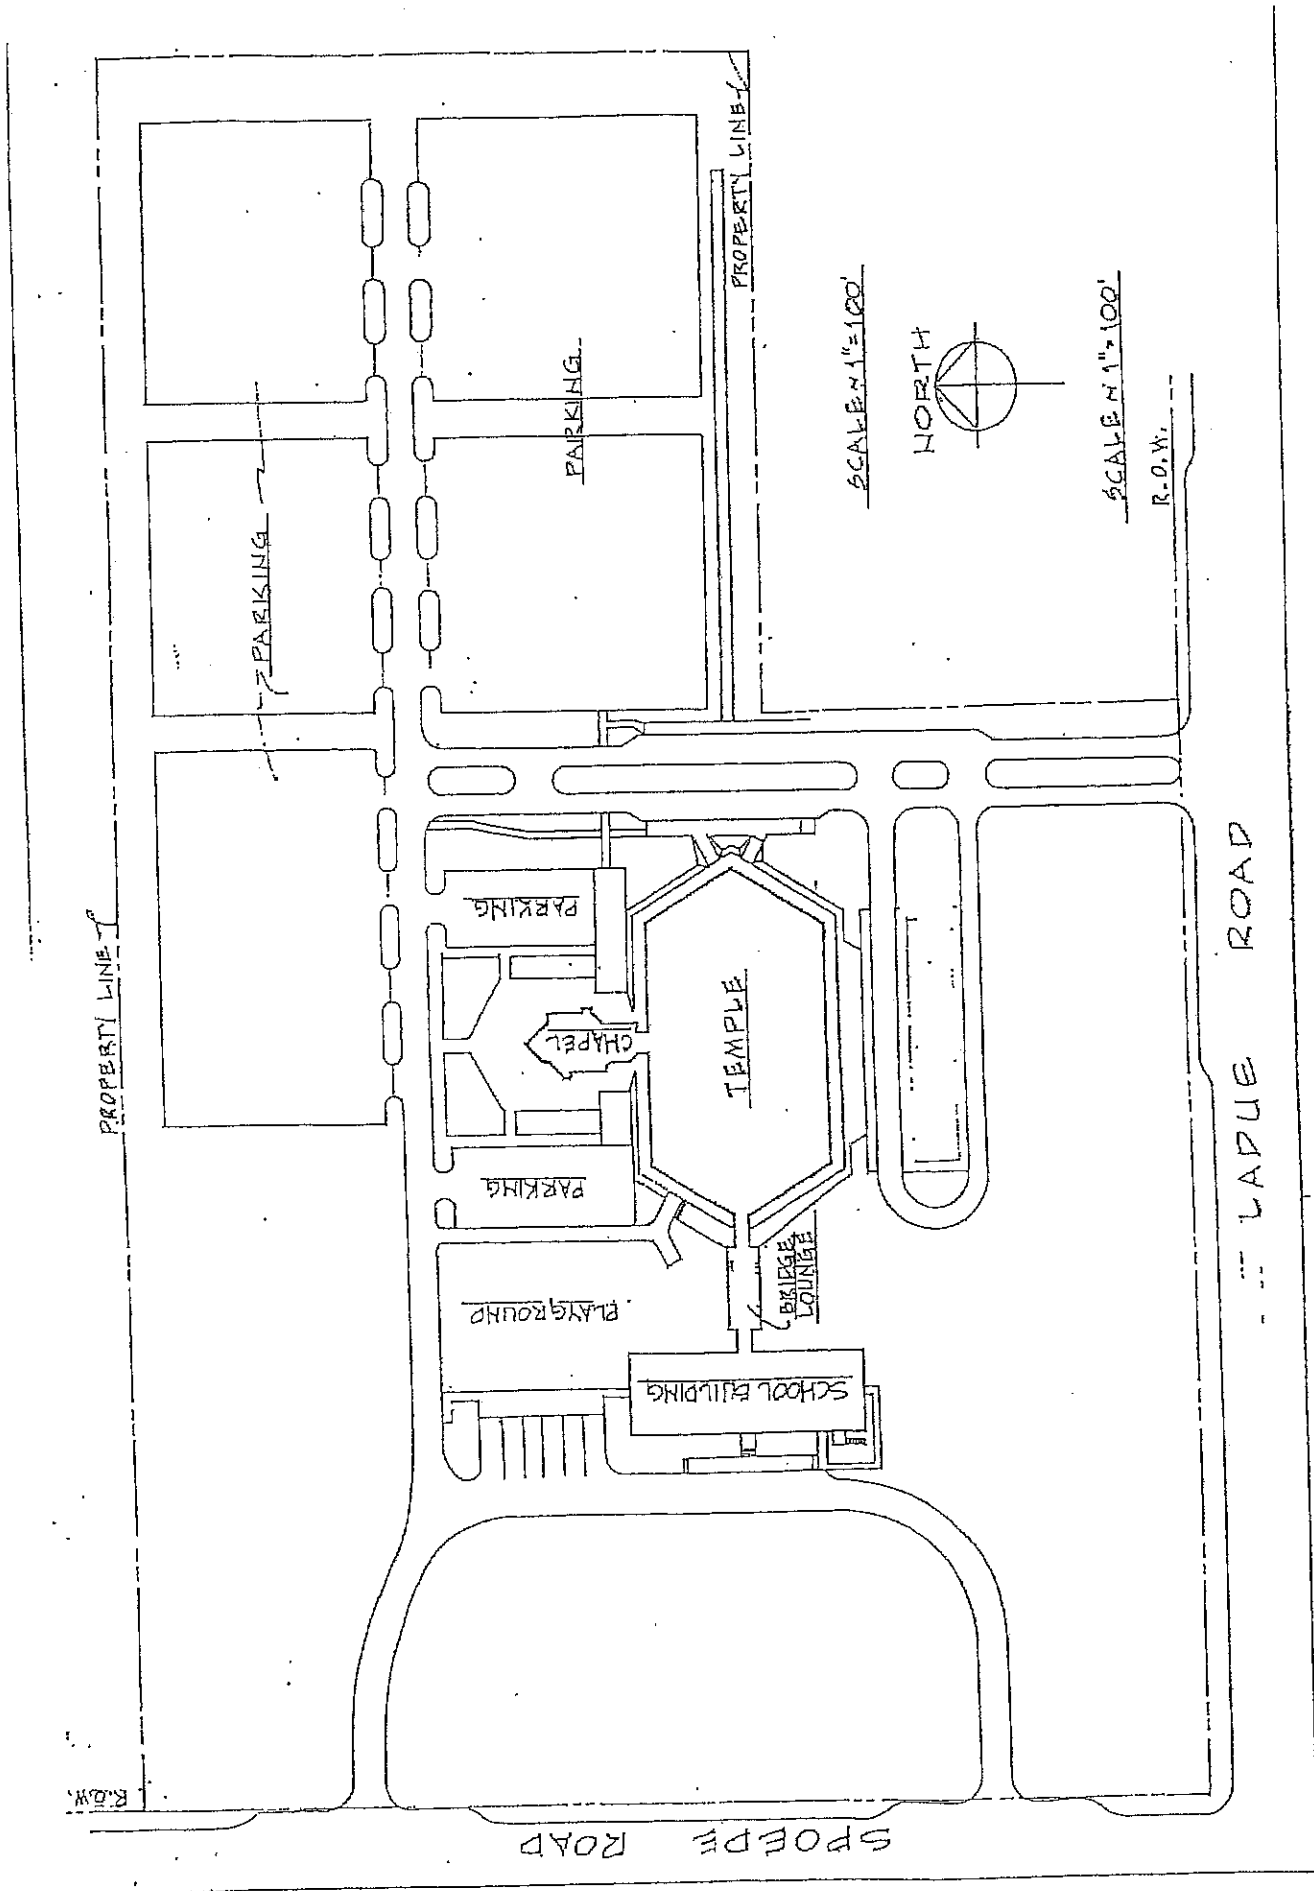 PROPERTY LINE
PARKING
PARKING
PROPERTY LINE
SCALE ~ 1"=100'
NORTH
SCALE ~ 1"=100'
R.O.W.
PARKING
CHAPEL
TEMPLE
PARKING
PLAYGROUND
BRIDGE
LOUNGE
SCHOOL BUILDING
R.O.W.
SPOEDE ROAD
LADUE ROAD